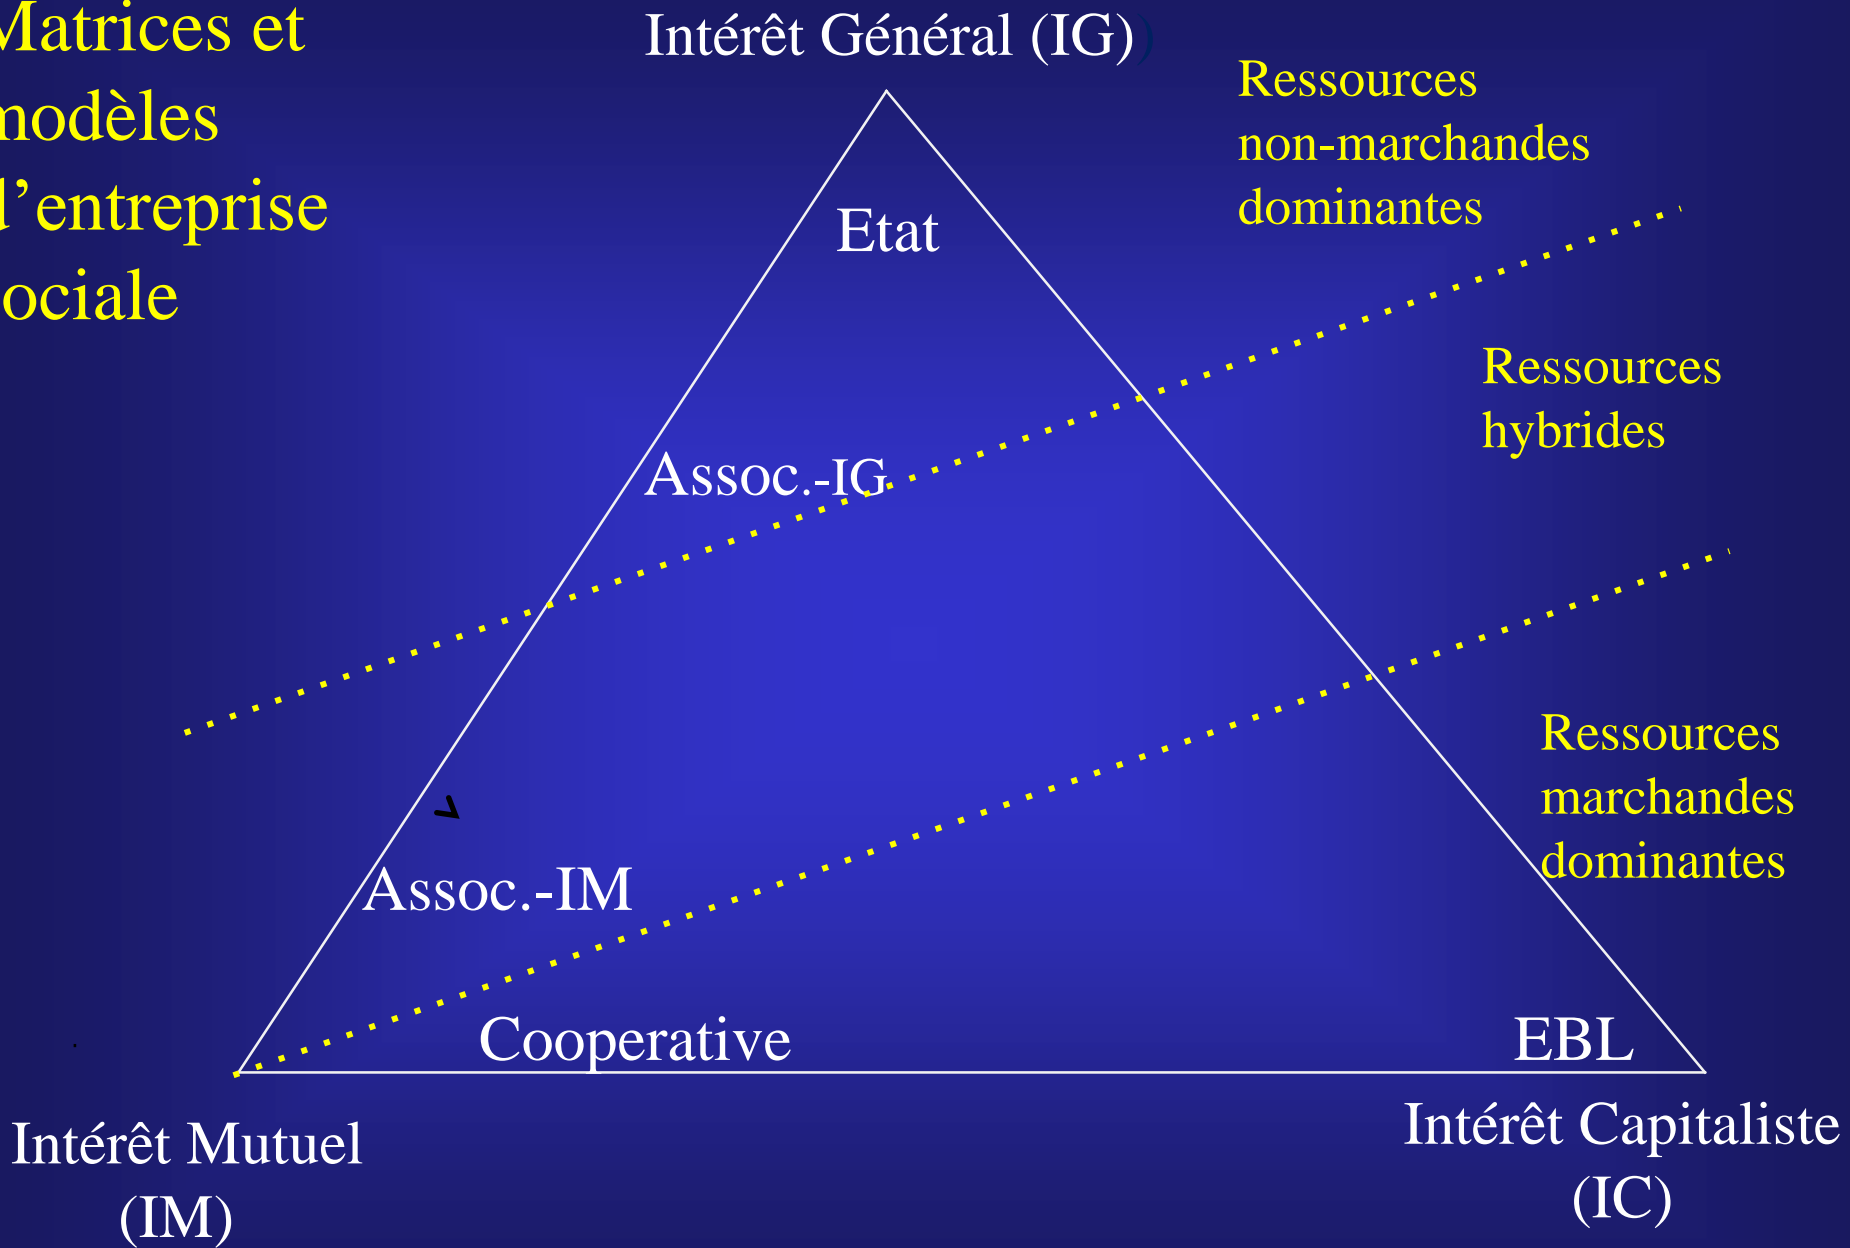 Matrices et
modèles
d’entreprise
sociale
Intérêt Général (IG))
Ressources
non-marchandes
dominantes
Etat
Ressources
hybrides
Assoc.-IG
Ressources
marchandes
dominantes
Assoc.-IM
Cooperative
EBL
Intérêt Mutuel
(IM)
Intérêt Capitaliste
(IC)